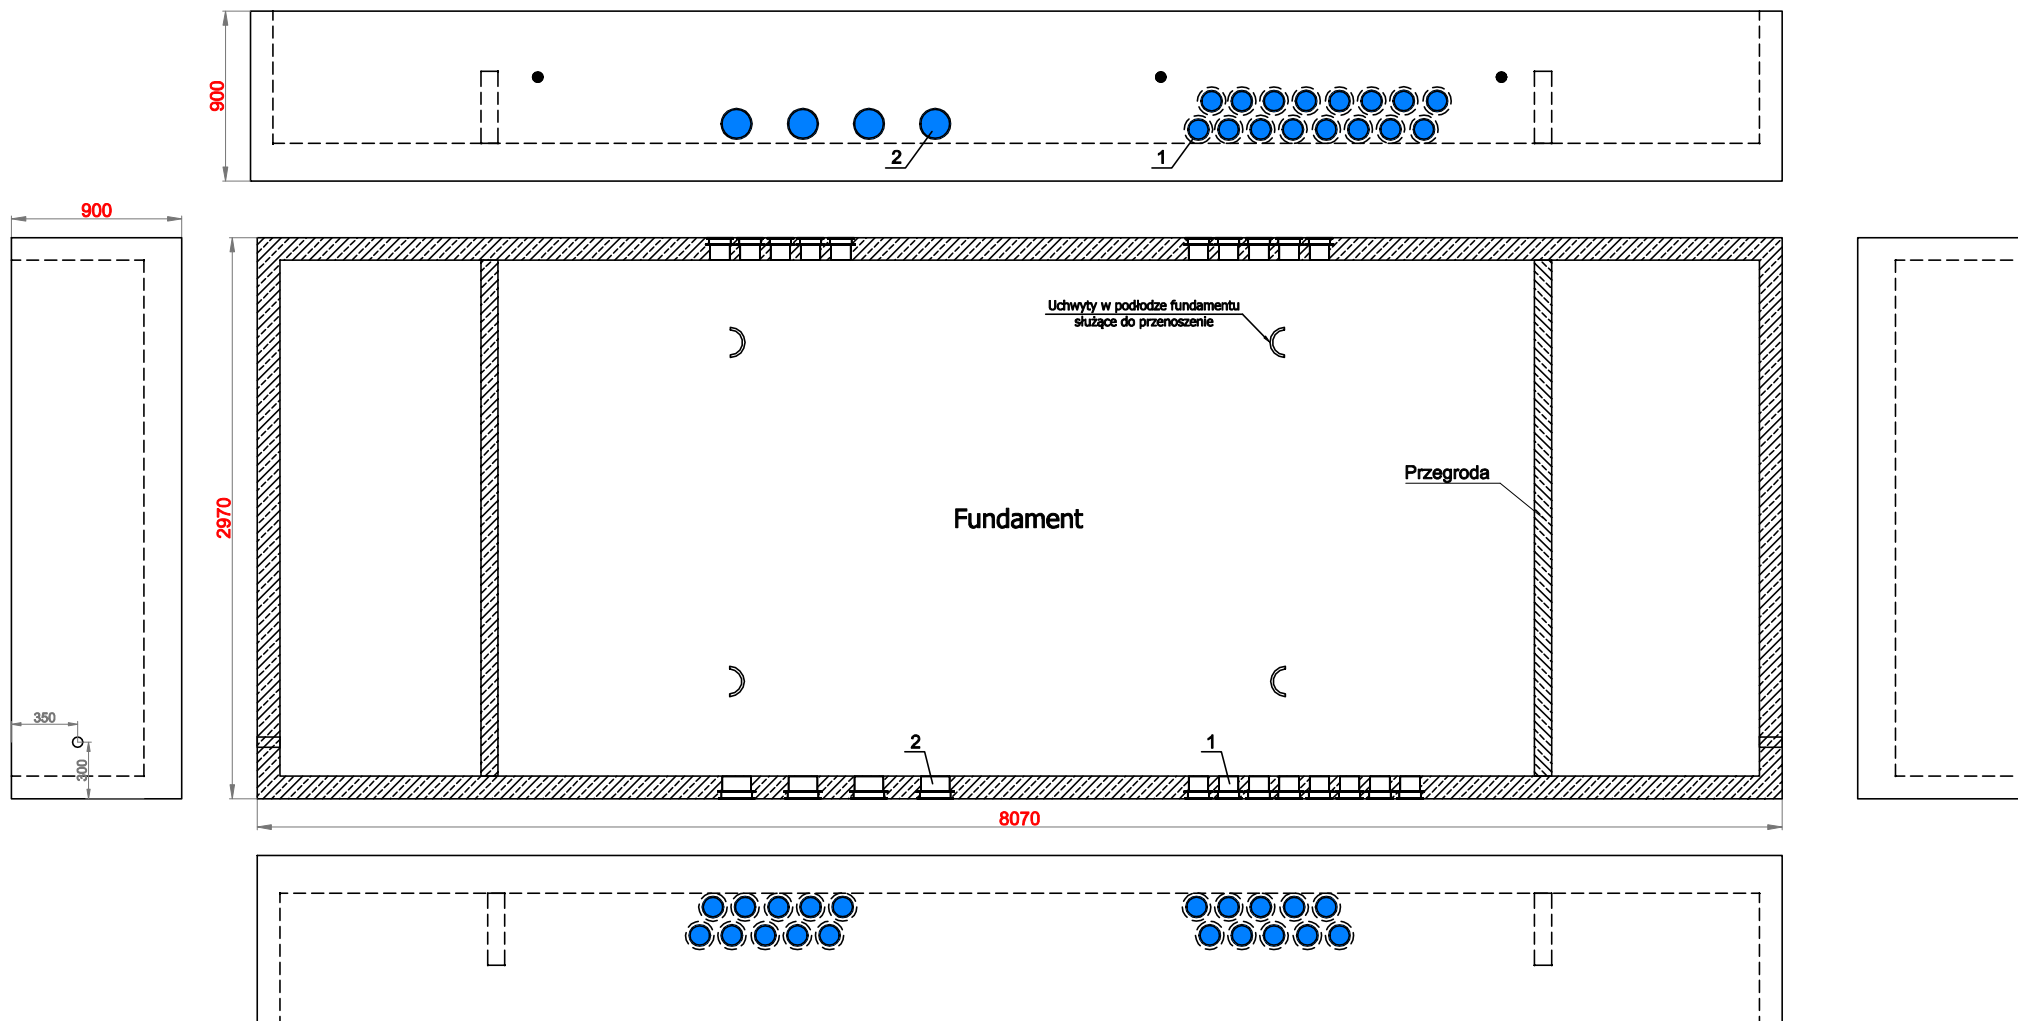 900
2
1
900
Uchwyty w podłodze fundamentu
służące do przenoszenie
Przegroda
2970
Fundament
350
300
2
1
8070